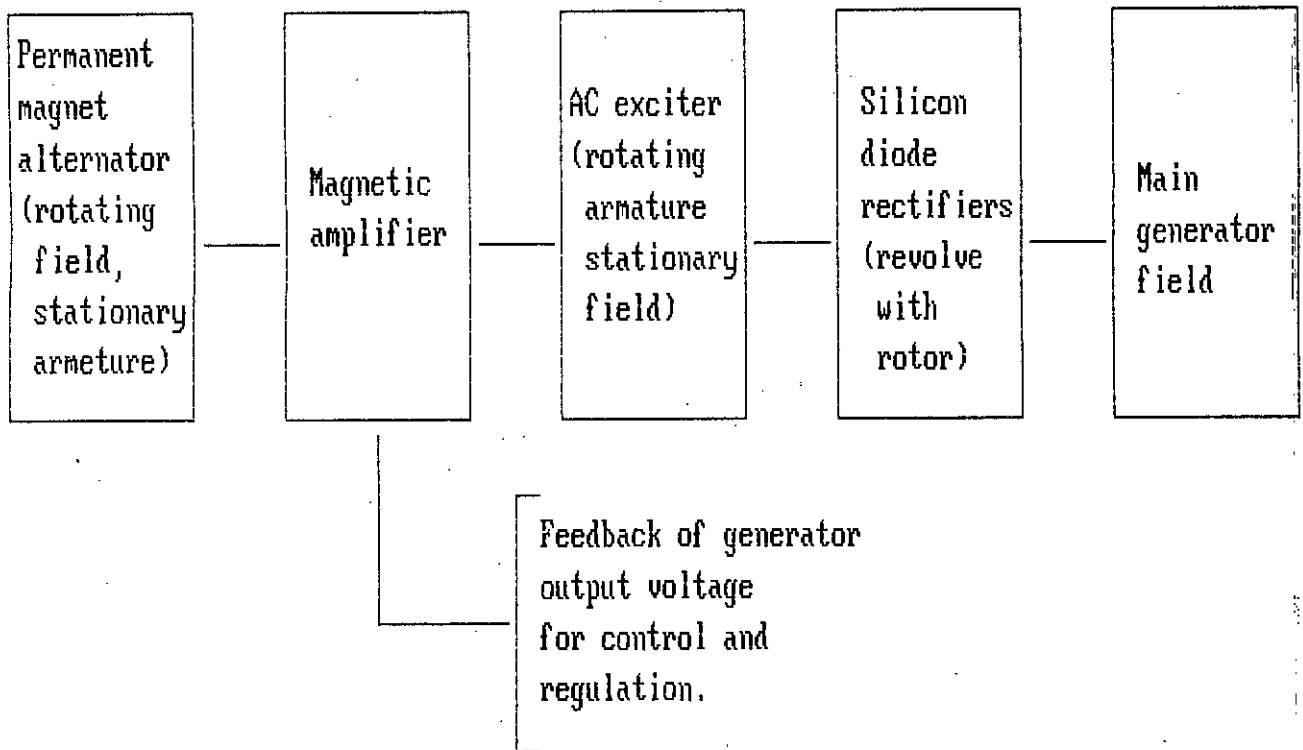 Permanent
magnet
alternator
(rotating
field,
stationary
armeture)
Magnetic
amplifier
AC exciter
(rotating
armature
stationary
field)
Silicon
diode
rectifiers
(revolve
with
rotor)
Main
generator
field
Feedback of generator
output voltage
for control and
regulation.